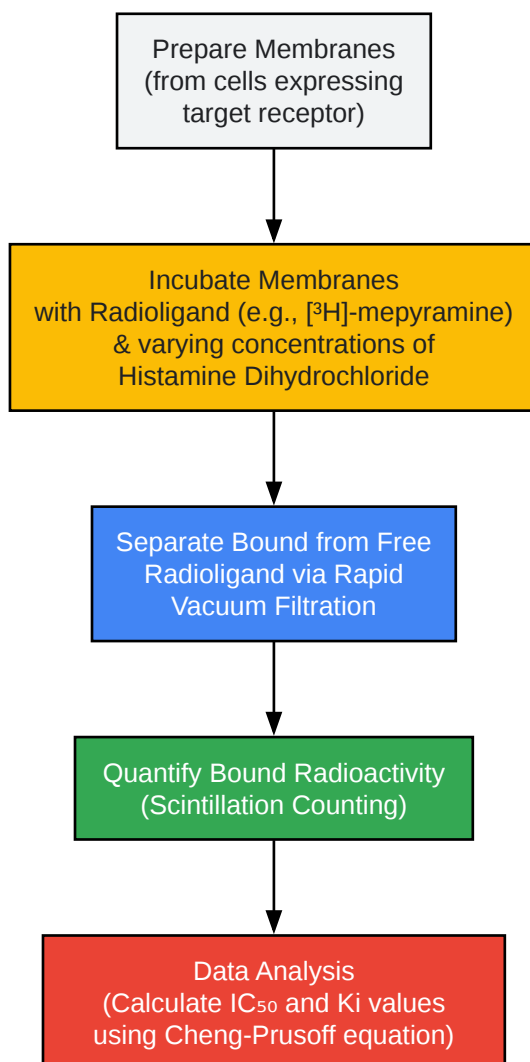 Prepare Membranes
(from cells expressing
target receptor)
Incubate Membranes
with Radioligand (e.g., [³H]-mepyramine)
& varying concentrations of
Histamine Dihydrochloride
Separate Bound from Free
Radioligand via Rapid
Vacuum Filtration
Quantify Bound Radioactivity
(Scintillation Counting)
Data Analysis
(Calculate IC₅₀ and Ki values
using Cheng-Prusoff equation)